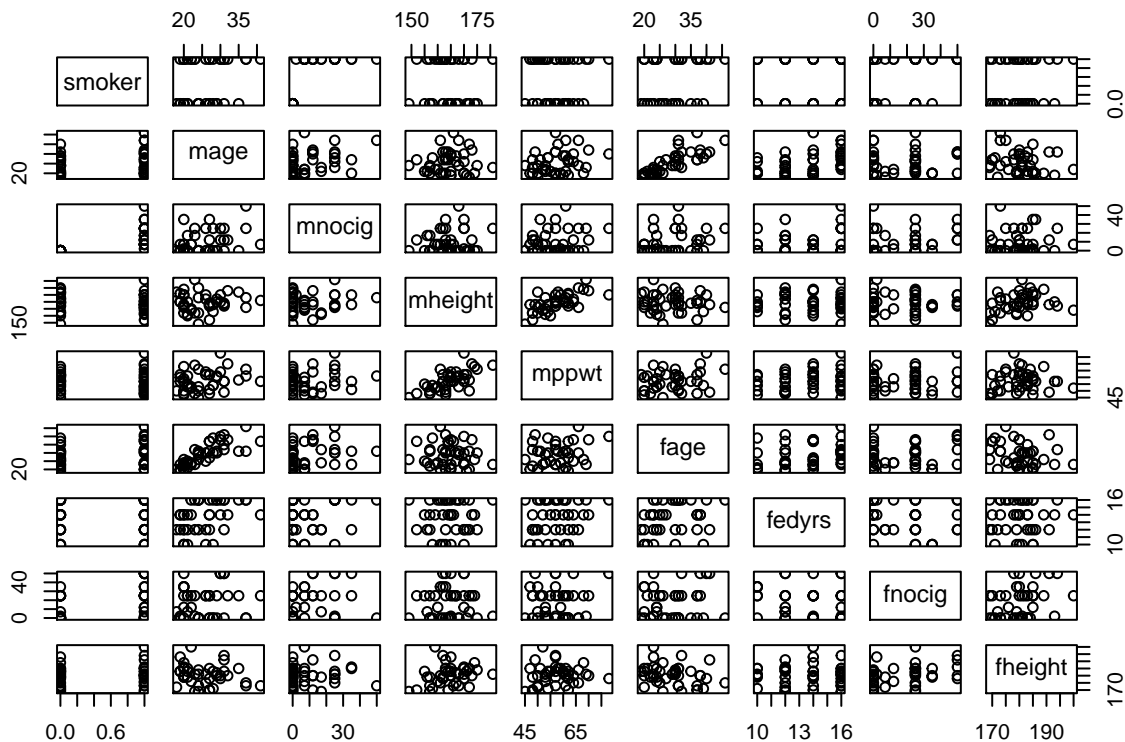 20 35 150 175 20 35 0 30
smoker 0.0
20 mage
mnocig 0 40
150 mheight
mppwt 45
20 fage
fedyrs 10 16
0 40 fnocig
fheight 170
0.0 0.6 0 30 45 65 10 13 16 170 190